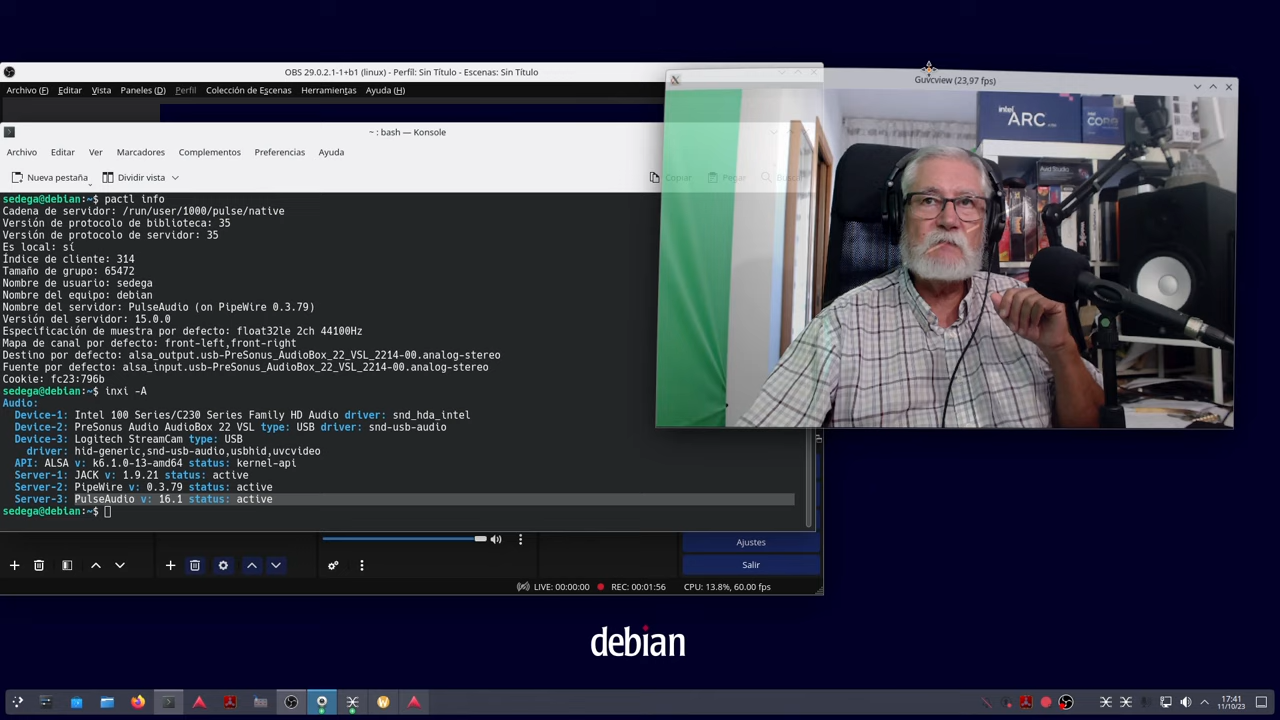 OBS 29.0.2.1-1+b1 (linux) - Perfil: Sin Título - Escenas: Sin Título
Archivo (F) Editar Vista Paneles (D) Perfil Colección de Escenas Herramientas Ayuda (H)
Guvcview (23,97 fps)
~ : bash — Konsole
Archivo Editar Ver Marcadores Complementos Preferencias Ayuda
Nueva pestaña Dividir vista Copiar Pegar
sedega@debian:~$ pactl info
Cadena de servidor: /run/user/1000/pulse/native
Versión de protocolo de biblioteca: 35
Versión de protocolo de servidor: 35
Es local: sí
Índice de cliente: 314
Tamaño de grupo: 65472
Nombre de usuario: sedega
Nombre del equipo: debian
Nombre del servidor: PulseAudio (on PipeWire 0.3.79)
Versión del servidor: 15.0.0
Especificación de muestra por defecto: float32le 2ch 44100Hz
Mapa de canal por defecto: front-left,front-right
Destino por defecto: alsa_output.usb-PreSonus_AudioBox_22_VSL_2214-00.analog-stereo
Fuente por defecto: alsa_input.usb-PreSonus_AudioBox_22_VSL_2214-00.analog-stereo
Cookie: fc23:796b
sedega@debian:~$ inxi -A
Audio:
Device-1: Intel 100 Series/C230 Series Family HD Audio driver: snd_hda_intel
Device-2: PreSonus Audio AudioBox 22 VSL type: USB driver: snd-usb-audio
Device-3: Logitech StreamCam type: USB
driver: hid-generic,snd-usb-audio,usbhid,uvcvideo
API: ALSA v: k6.1.0-13-amd64 status: kernel-api
Server-1: JACK v: 1.9.21 status: active
Server-2: PipeWire v: 0.3.79 status: active
Server-3: PulseAudio v: 16.1 status: active
sedega@debian:~$
intel
ARC
intel
CORE
Ajustes
Salir
LIVE: 00:00:00 REC: 00:01:56 CPU: 13.8%, 60.00 fps
debian
17:41
11/10/23